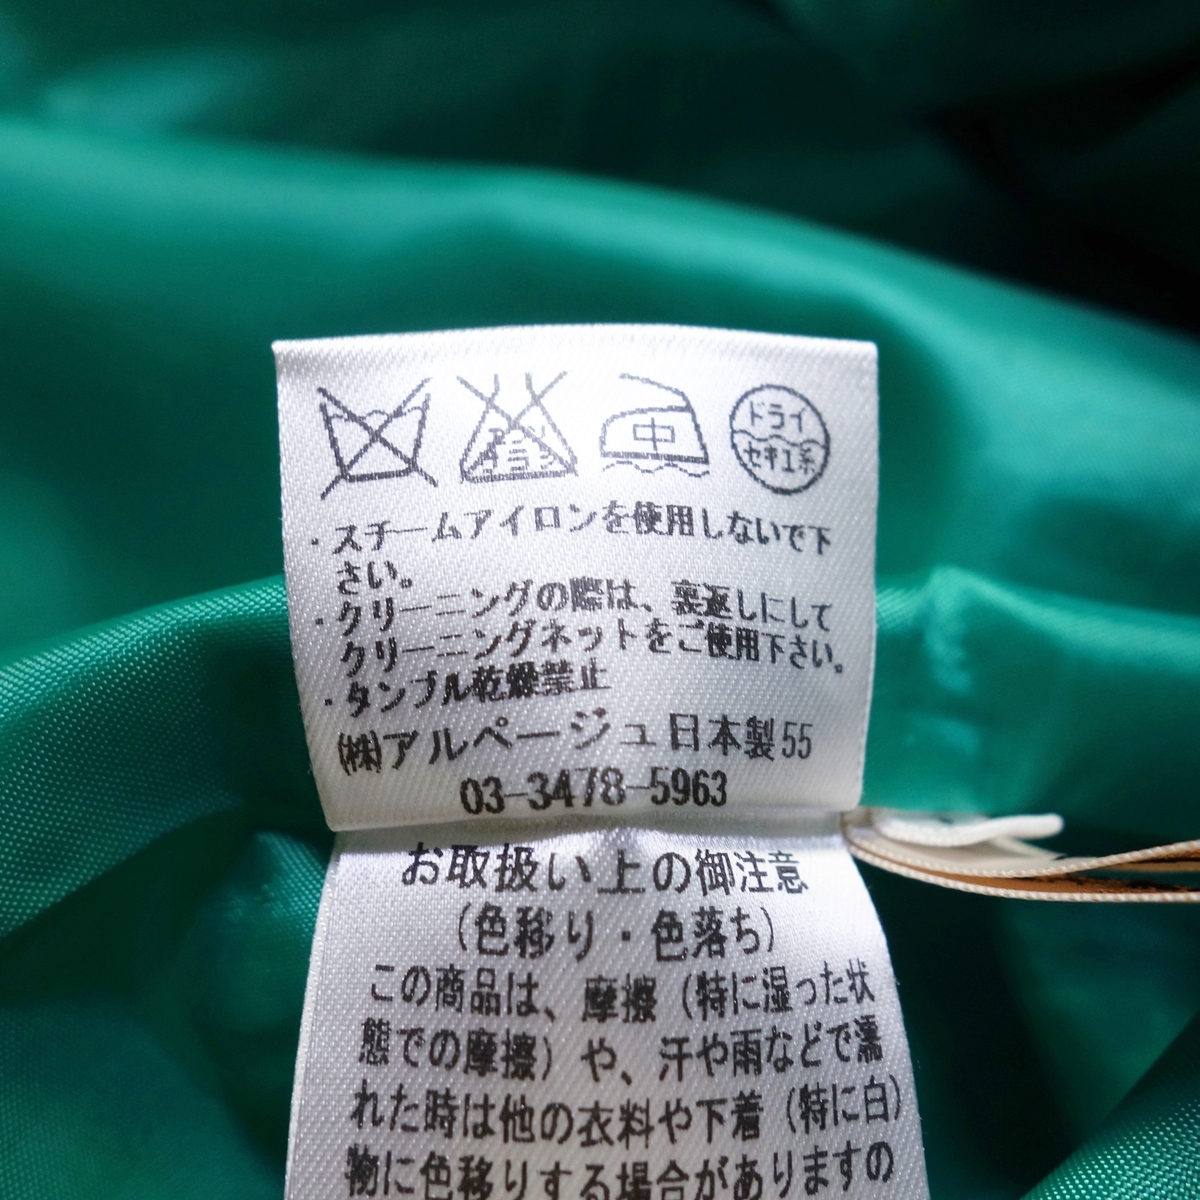 エンソサラシ
中
ドライ
セキユ系
・スチームアイロンを使用しないで下
さい。
・クリーニングの際は、裏返しにして
クリーニングネットをご使用下さい。
・タンブル乾燥禁止
(株)アルページュ日本製55
03-3478-5963
お取扱い上の御注意
(色移り・色落ち)
この商品は、摩擦(特に湿った状
態での摩擦)や、汗や雨などで濡
れた時は他の衣料や下着(特に白)
物に色移りする場合がありますの